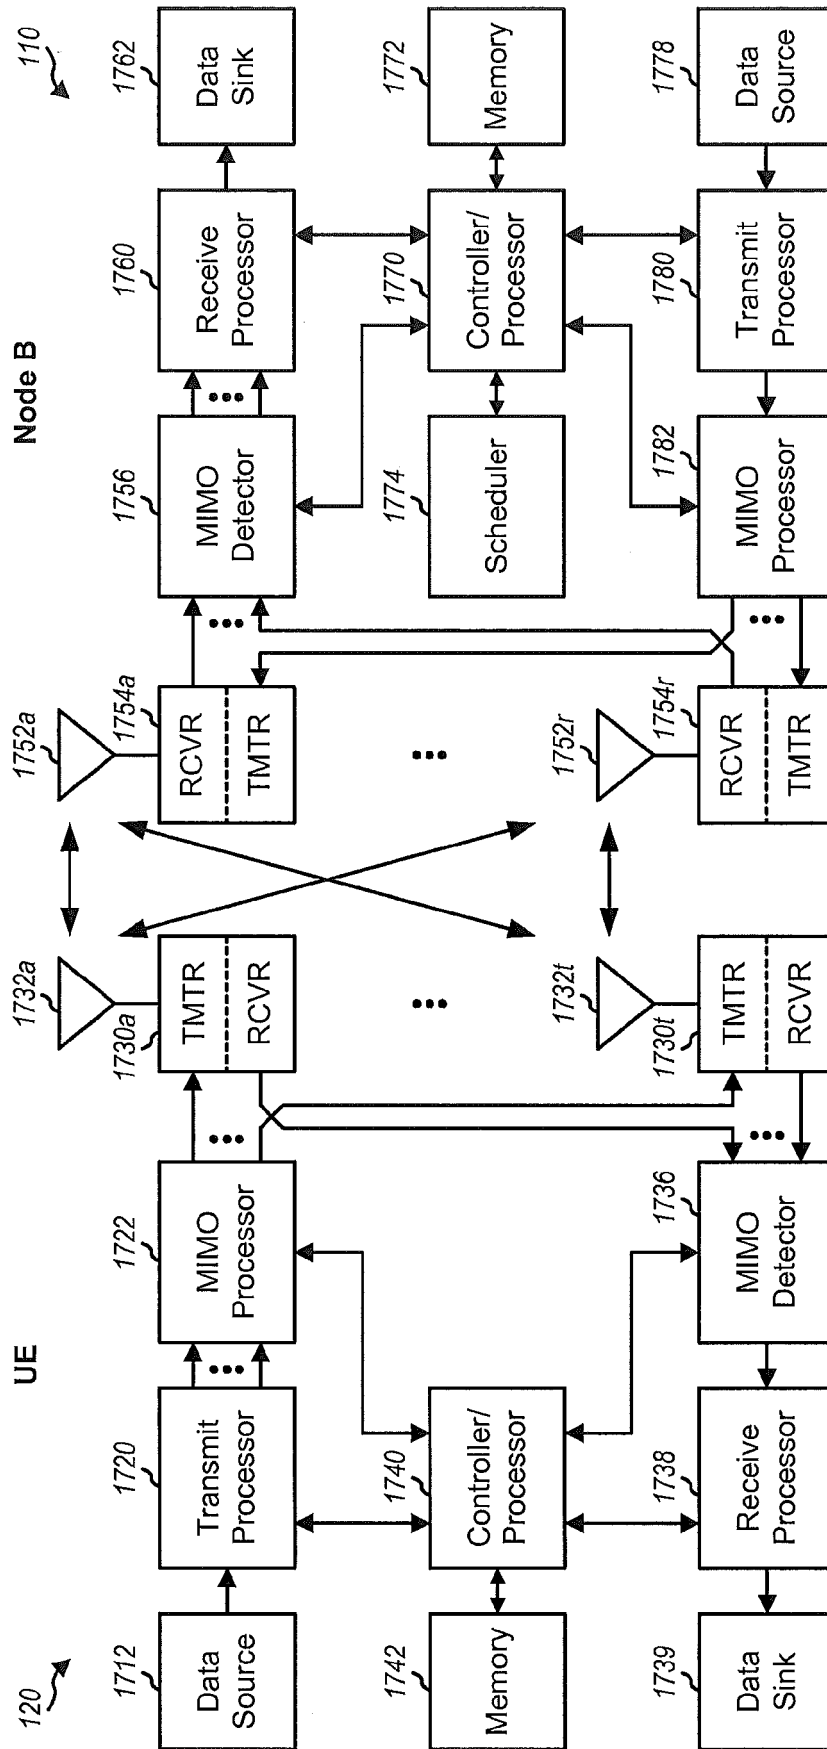 120
UE
Node B
110
1712
Data
Source
1720
Transmit
Processor
1722
MIMO
Processor
1730a
TMTR
RCVR
1732a
1752a
1754a
RCVR
TMTR
1756
MIMO
Detector
1760
Receive
Processor
1762
Data
Sink
1742
Memory
1740
Controller/
Processor
1774
Scheduler
1770
Controller/
Processor
1772
Memory
1739
Data
Sink
1738
Receive
Processor
1736
MIMO
Detector
1730t
TMTR
RCVR
1732t
1752r
1754r
RCVR
TMTR
1782
MIMO
Processor
1780
Transmit
Processor
1778
Data
Source